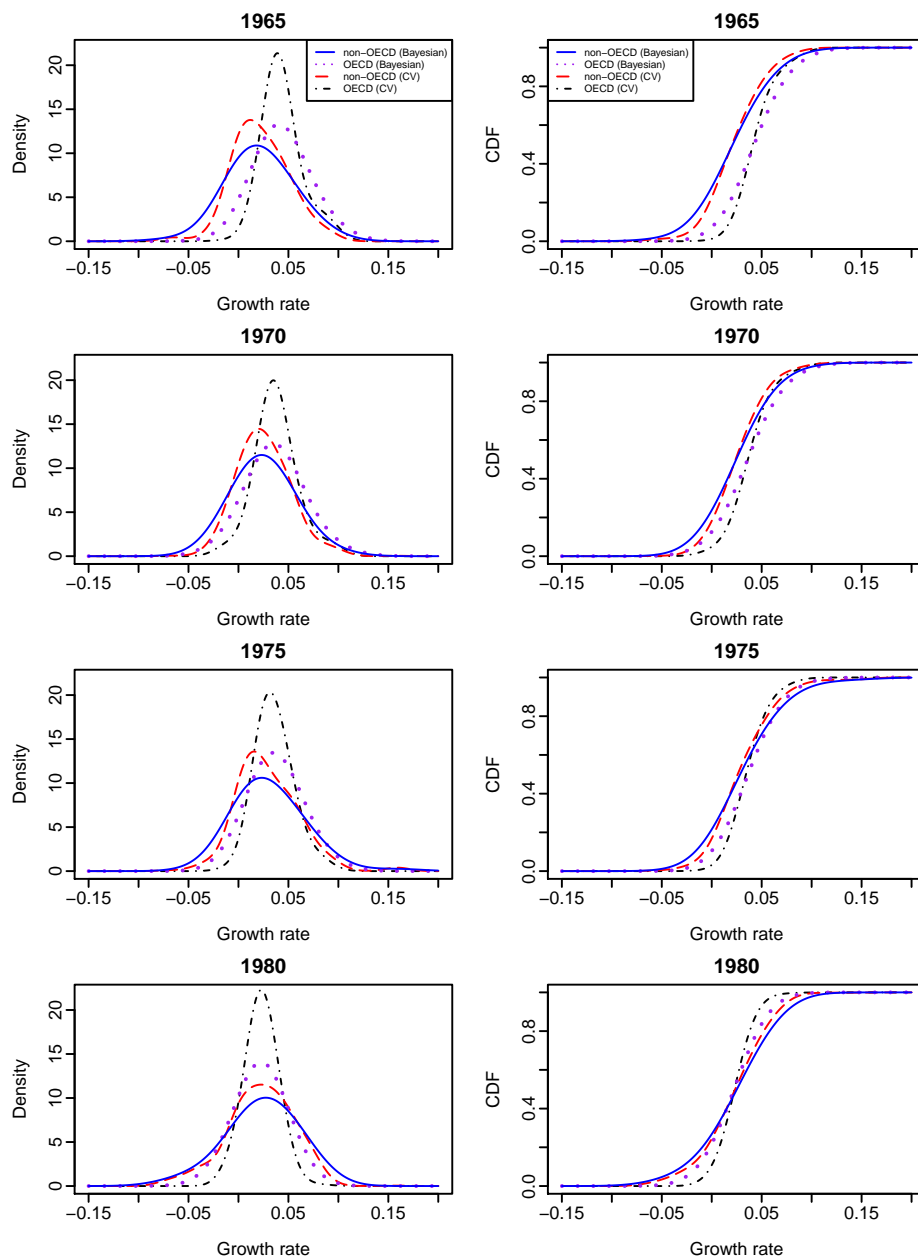 1965
Density
0 5 10 15 20
non-OECD (Bayesian)
OECD (Bayesian)
non-OECD (CV)
OECD (CV)
−0.15 −0.05 0.05 0.15
Growth rate
1965
CDF
0.0 0.4 0.8
non-OECD (Bayesian)
OECD (Bayesian)
non-OECD (CV)
OECD (CV)
−0.15 −0.05 0.05 0.15
Growth rate
1970
Density
0 5 10 15 20
−0.15 −0.05 0.05 0.15
Growth rate
1970
CDF
0.0 0.4 0.8
−0.15 −0.05 0.05 0.15
Growth rate
1975
Density
0 5 10 15 20
−0.15 −0.05 0.05 0.15
Growth rate
1975
CDF
0.0 0.4 0.8
−0.15 −0.05 0.05 0.15
Growth rate
1980
Density
0 5 10 15 20
−0.15 −0.05 0.05 0.15
Growth rate
1980
CDF
0.0 0.4 0.8
−0.15 −0.05 0.05 0.15
Growth rate